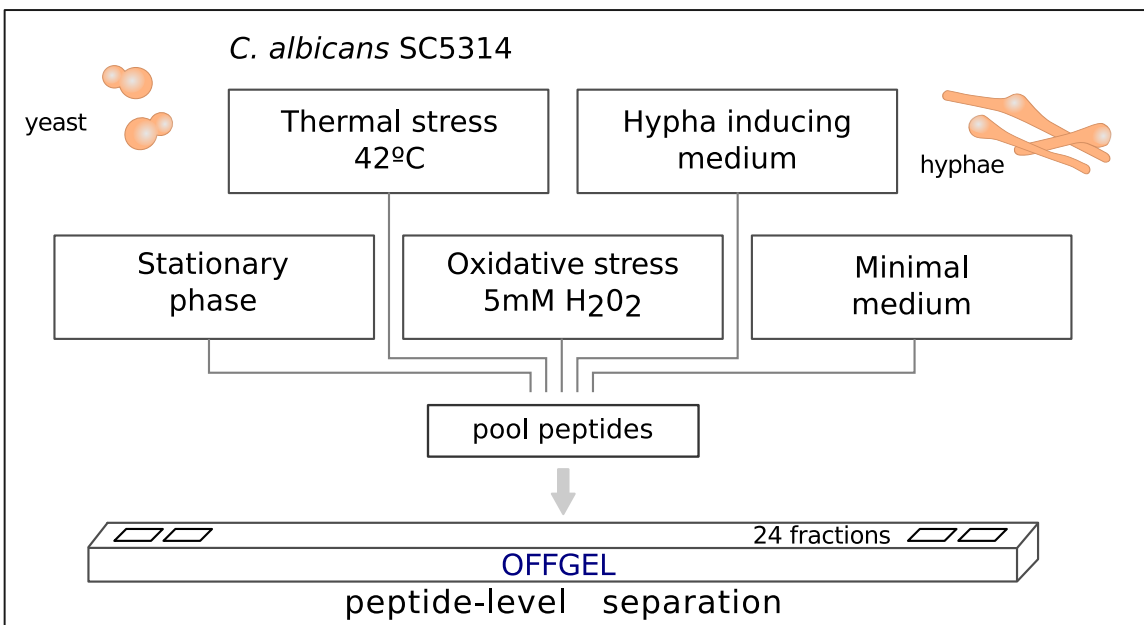 C. albicans SC5314
yeast
Thermal stress
42ºC
Hypha inducing
medium
hyphae
Stationary
phase
Oxidative stress
5mM H202
Minimal
medium
pool peptides
24 fractions
OFFGEL
peptide-level separation